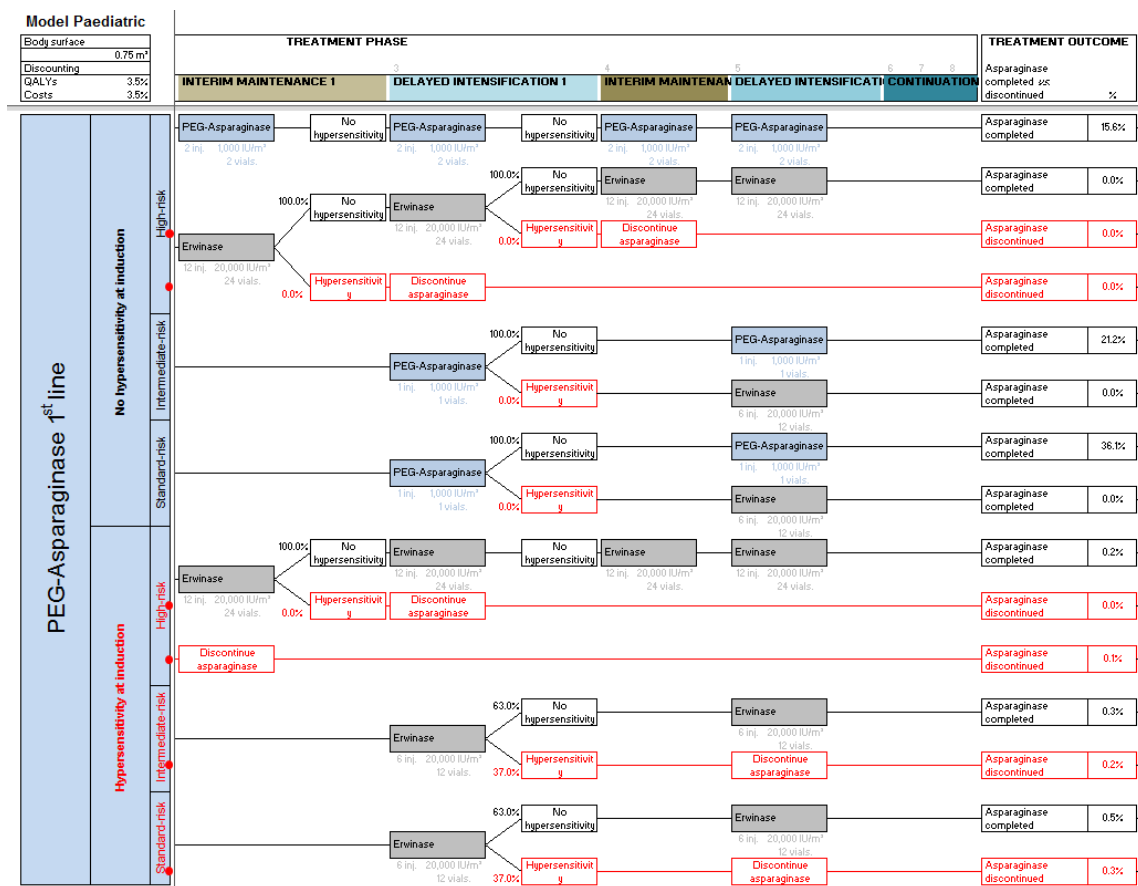 Model Paediatric
Body surface
0.75 m²
Discounting
QALYs 3.5%
Costs 3.5%
TREATMENT PHASE
TREATMENT OUTCOME
3 4 5 6 7 8
INTERIM MAINTENANCE 1 DELAYED INTENSIFICATION 1 INTERIM MAINTENAN DELAYED INTENSIFICATI CONTINUATION
Asparaginase
completed vs
discontinued %
PEG-Asparaginase 1st line
No hypersensitivity at induction
High-risk
PEG-Asparaginase No hypersensitivity PEG-Asparaginase No hypersensitivity PEG-Asparaginase PEG-Asparaginase Asparaginase completed 15.6%
2 inj. 1,000 IU/m² 2 inj. 1,000 IU/m² 2 inj. 1,000 IU/m² 2 inj. 1,000 IU/m²
2 vials. 2 vials. 2 vials. 2 vials.
100.0% No hypersensitivity Erwinase Erwinase Asparaginase completed 0.0%
12 inj. 20,000 IU/m² 12 inj. 20,000 IU/m²
24 vials. 24 vials.
100.0% No hypersensitivity Erwinase
12 inj. 20,000 IU/m²
24 vials.
0.0% Hypersensitivit y Discontinue asparaginase Asparaginase discontinued 0.0%
Erwinase
12 inj. 20,000 IU/m²
24 vials.
0.0% Hypersensitivit y Discontinue asparaginase Asparaginase discontinued 0.0%
Intermediate-risk
100.0% No hypersensitivity PEG-Asparaginase Asparaginase completed 21.2%
1 inj. 1,000 IU/m²
1 vials.
PEG-Asparaginase
1 inj. 1,000 IU/m²
1 vials.
0.0% Hypersensitivit y Erwinase Asparaginase completed 0.0%
6 inj. 20,000 IU/m²
12 vials.
Standard-risk
100.0% No hypersensitivity PEG-Asparaginase Asparaginase completed 36.1%
1 inj. 1,000 IU/m²
1 vials.
PEG-Asparaginase
1 inj. 1,000 IU/m²
1 vials.
0.0% Hypersensitivit y Erwinase Asparaginase completed 0.0%
6 inj. 20,000 IU/m²
12 vials.
Hypersensitivity at induction
High-risk
100.0% No hypersensitivity Erwinase No hypersensitivity Erwinase Erwinase Asparaginase completed 0.2%
12 inj. 20,000 IU/m² 12 inj. 20,000 IU/m² 12 inj. 20,000 IU/m²
24 vials. 24 vials. 24 vials.
Erwinase
12 inj. 20,000 IU/m²
24 vials.
0.0% Hypersensitivit y Discontinue asparaginase Asparaginase discontinued 0.0%
Discontinue asparaginase Asparaginase discontinued 0.1%
Intermediate-risk
63.0% No hypersensitivity Erwinase Asparaginase completed 0.3%
6 inj. 20,000 IU/m²
12 vials.
Erwinase
6 inj. 20,000 IU/m²
12 vials.
37.0% Hypersensitivit y Discontinue asparaginase Asparaginase discontinued 0.2%
Standard-risk
63.0% No hypersensitivity Erwinase Asparaginase completed 0.5%
6 inj. 20,000 IU/m²
12 vials.
Erwinase
6 inj. 20,000 IU/m²
12 vials.
37.0% Hypersensitivit y Discontinue asparaginase Asparaginase discontinued 0.3%